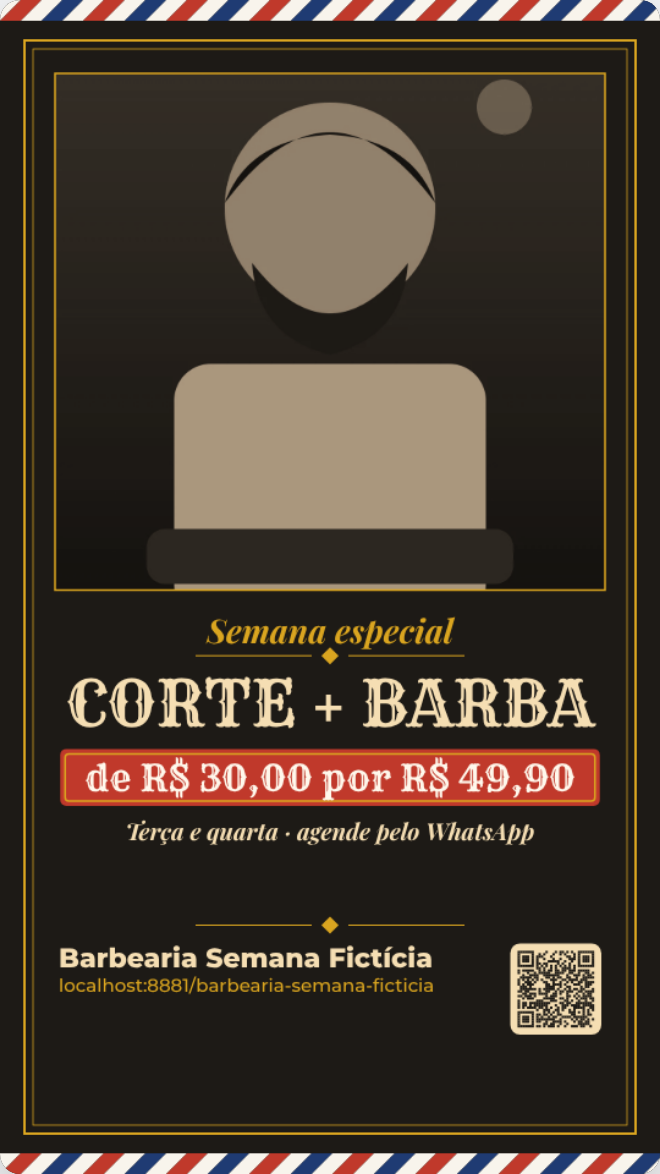 Semana especial
CORTE + BARBA
de R$ 30,00 por R$ 49,90
Terça e quarta · agende pelo WhatsApp
Barbearia Semana Fictícia
localhost:8881/barbearia-semana-ficticia